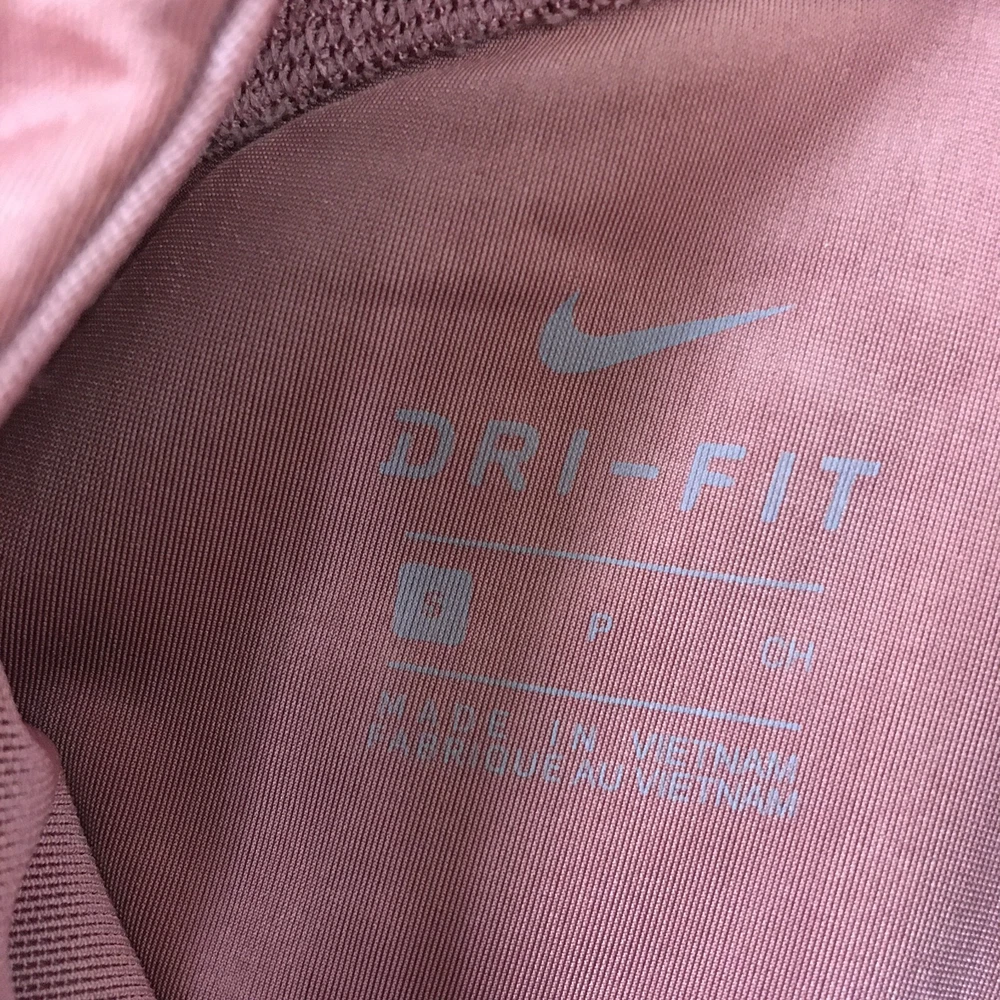 DRI-FIT
S P CH
MADE IN VIETNAM
FABRIQUE AU VIETNAM